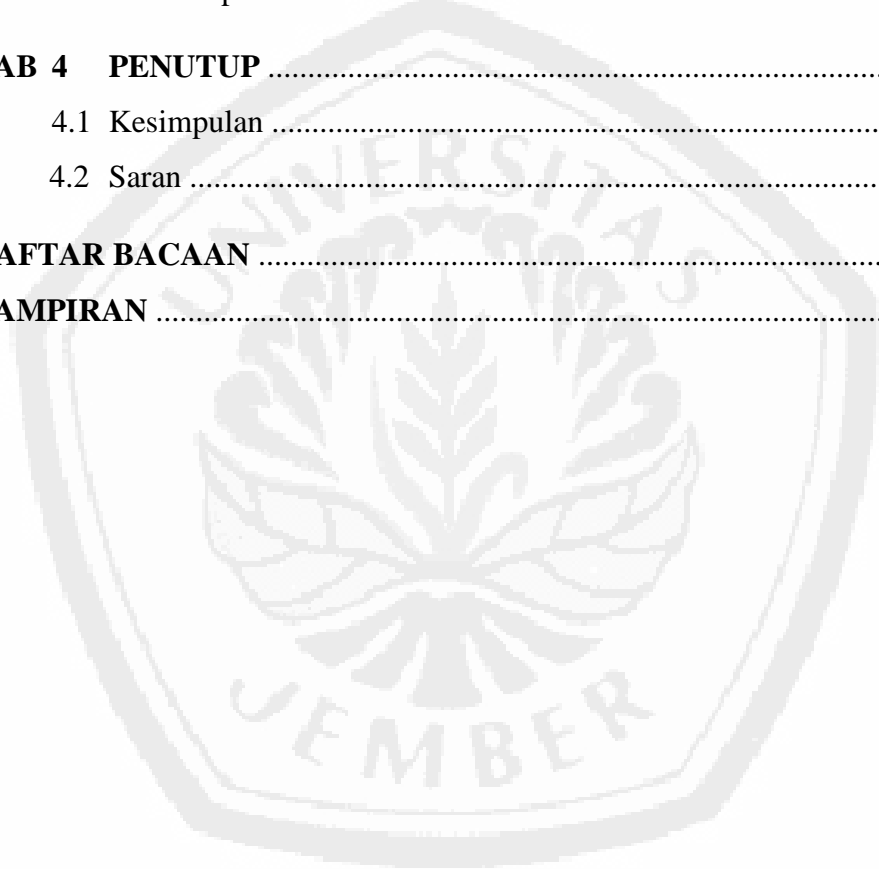 AB 4 PENUTUP ........................................................................
4.1 Kesimpulan ........................................................................
4.2 Saran ........................................................................
AFTAR BACAAN ........................................................................
AMPIRAN ........................................................................
UNIVERSITAS
JEMBER